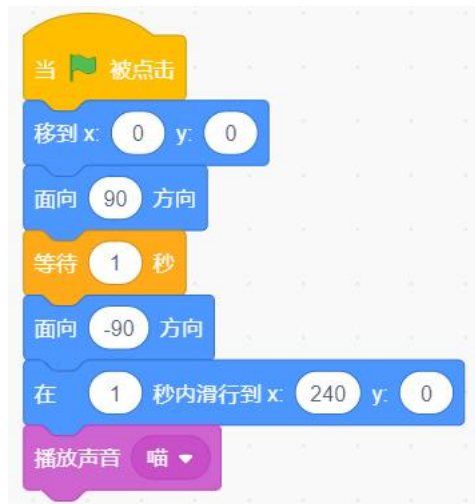 当 被点击
移到 x: 0 y: 0
面向 90 方向
等待 1 秒
面向 -90 方向
在 1 秒内滑行到 x: 240 y: 0
播放声音 喵